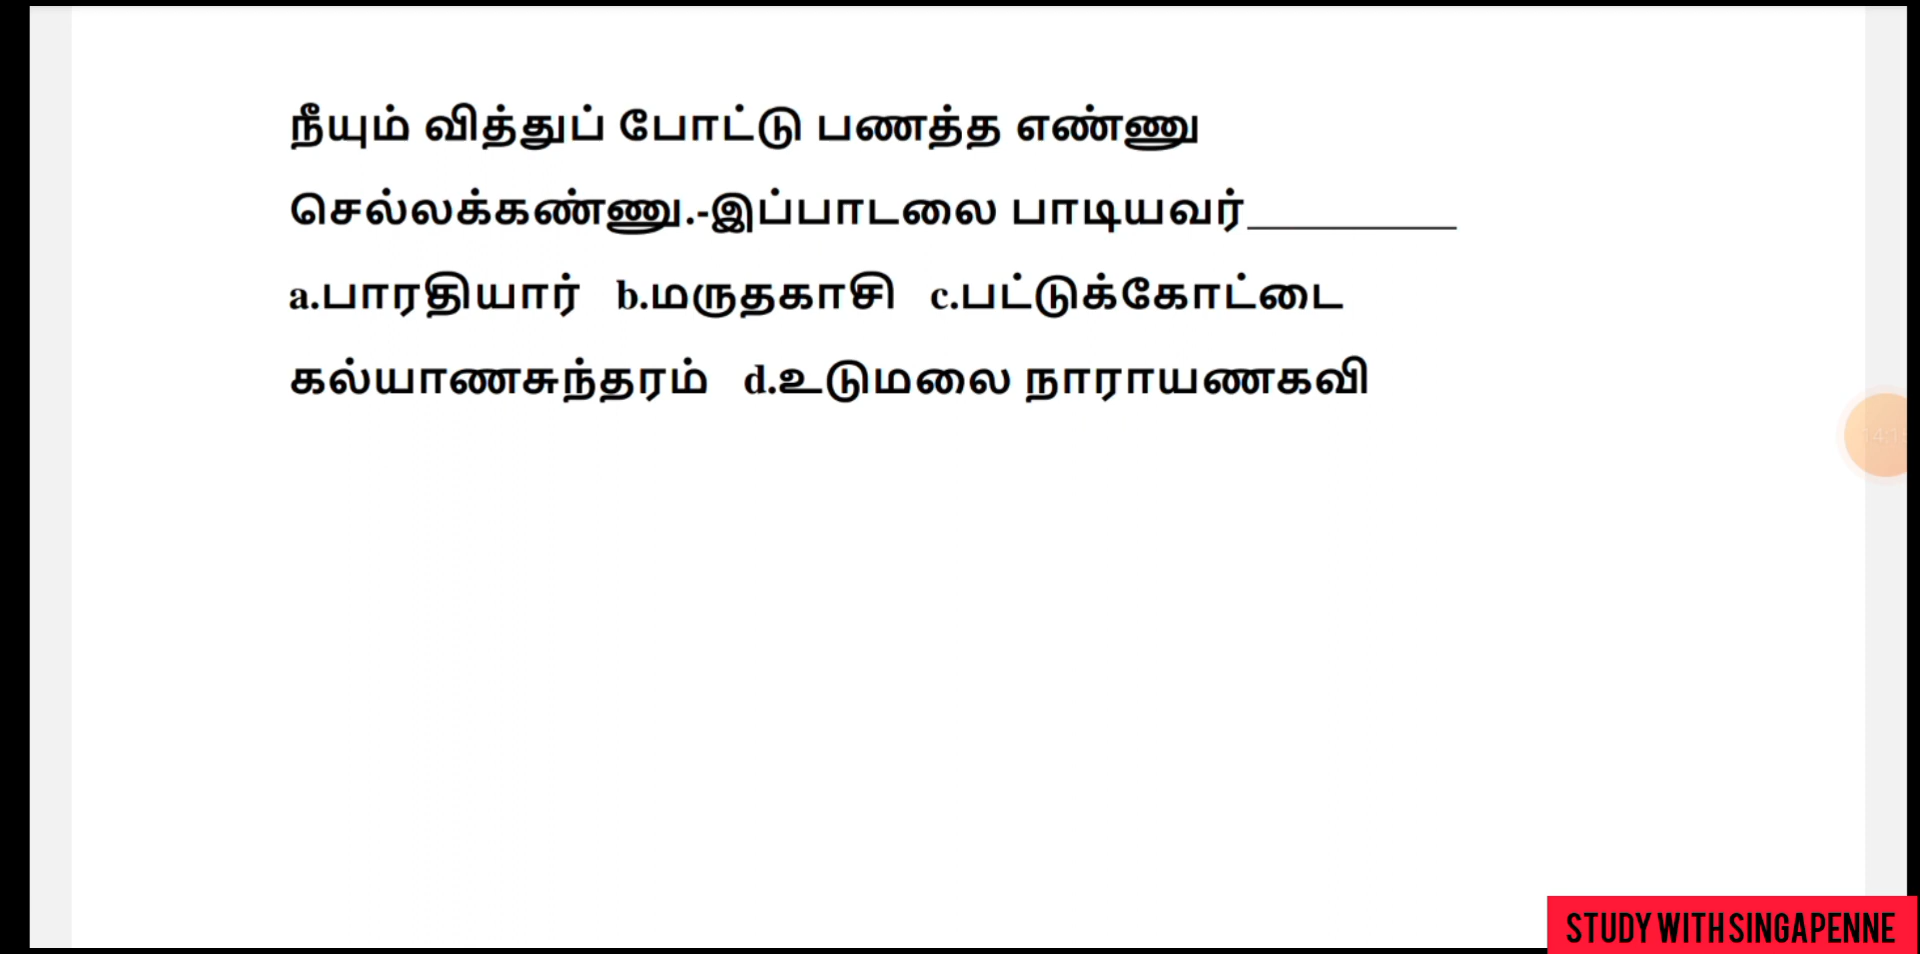 நீயும் வித்துப் போட்டு பணத்த எண்ணு
செல்லக்கண்ணு.-இப்பாடலை பாடியவர்__________
a.பாரதியார் b.மருதகாசி c.பட்டுக்கோட்டை
கல்யாணசுந்தரம் d.உடுமலை நாராயணகவி
STUDY WITH SINGAPENNE